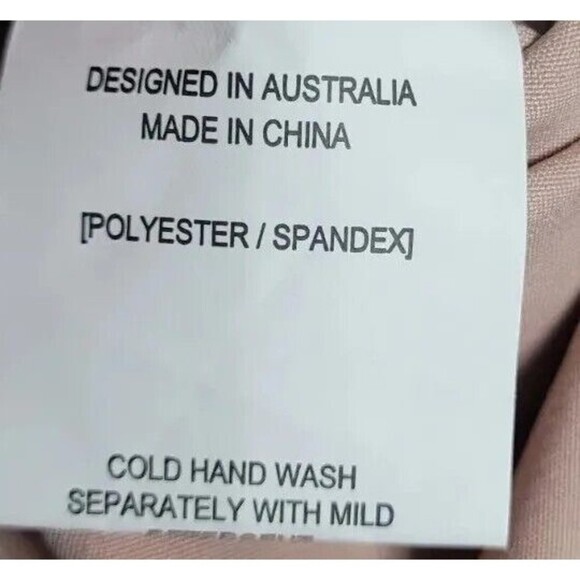 DESIGNED IN AUSTRALIA
MADE IN CHINA
[POLYESTER / SPANDEX]
COLD HAND WASH
SEPARATELY WITH MILD